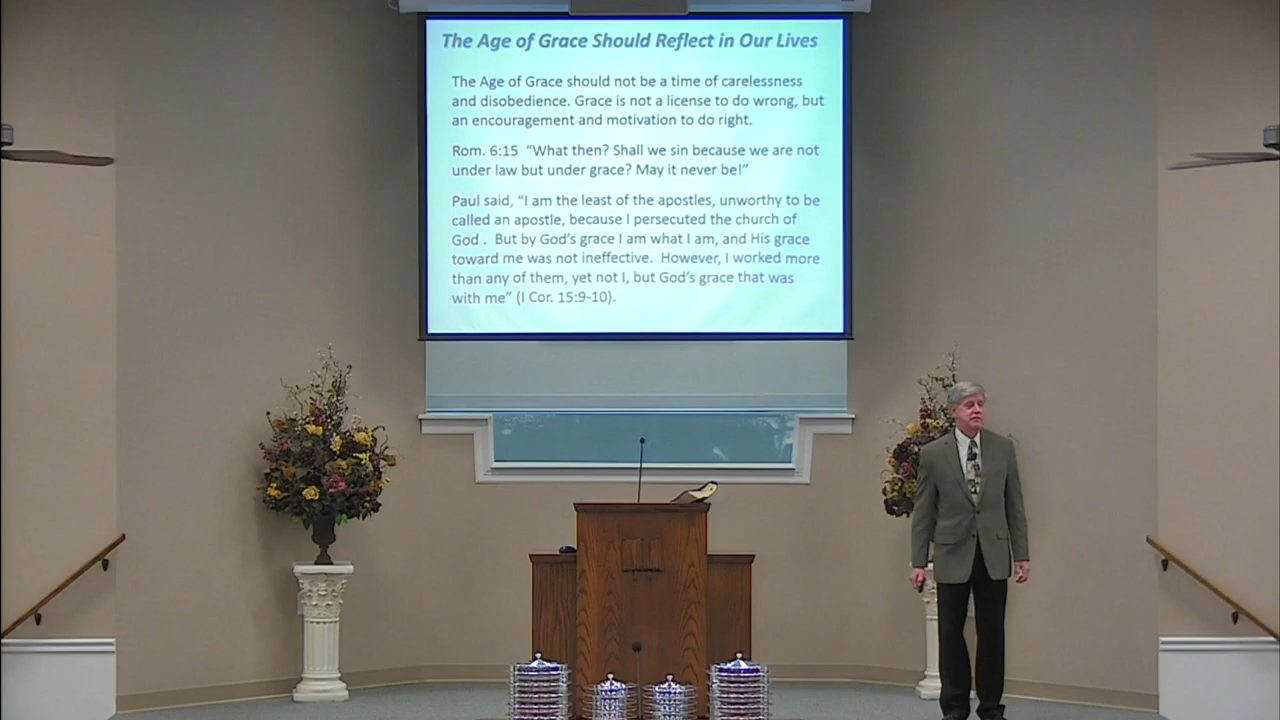 The Age of Grace Should Reflect in Our Lives
The Age of Grace should not be a time of carelessness
and disobedience. Grace is not a license to do wrong, but
an encouragement and motivation to do right.
Rom. 6:15 "What then? Shall we sin because we are not
under law but under grace? May it never be!"
Paul said, "I am the least of the apostles, unworthy to be
called an apostle, because I persecuted the church of
God . But by God's grace I am what I am, and His grace
toward me was not ineffective. However, I worked more
than any of them, yet not I, but God's grace that was
with me" (I Cor. 15:9-10).